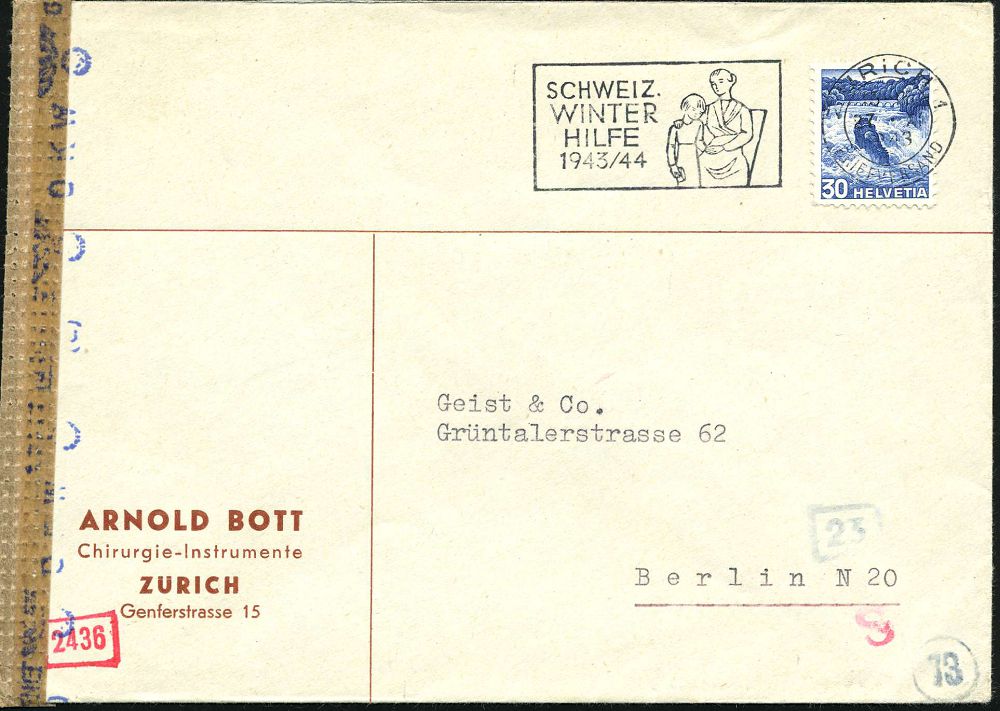 SCHWEIZ.
WINTER
HILFE
1943/44
30 HELVETIA
Geist & Co.
Grüntalerstrasse 62
23
Berlin N 20
S
13
ARNOLD BOTT
Chirurgie-Instrumente
ZÜRICH
Genferstrasse 15
2436